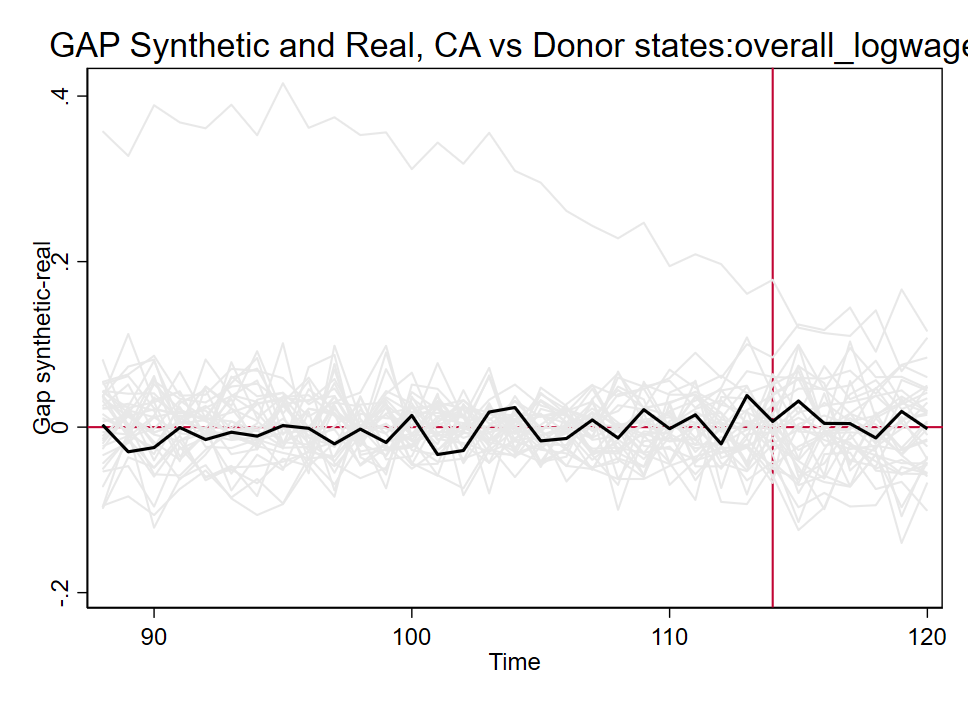 GAP Synthetic and Real, CA vs Donor states:overall_logwage
Gap synthetic-real
.4
.2
0
-.2
90
100
110
120
Time